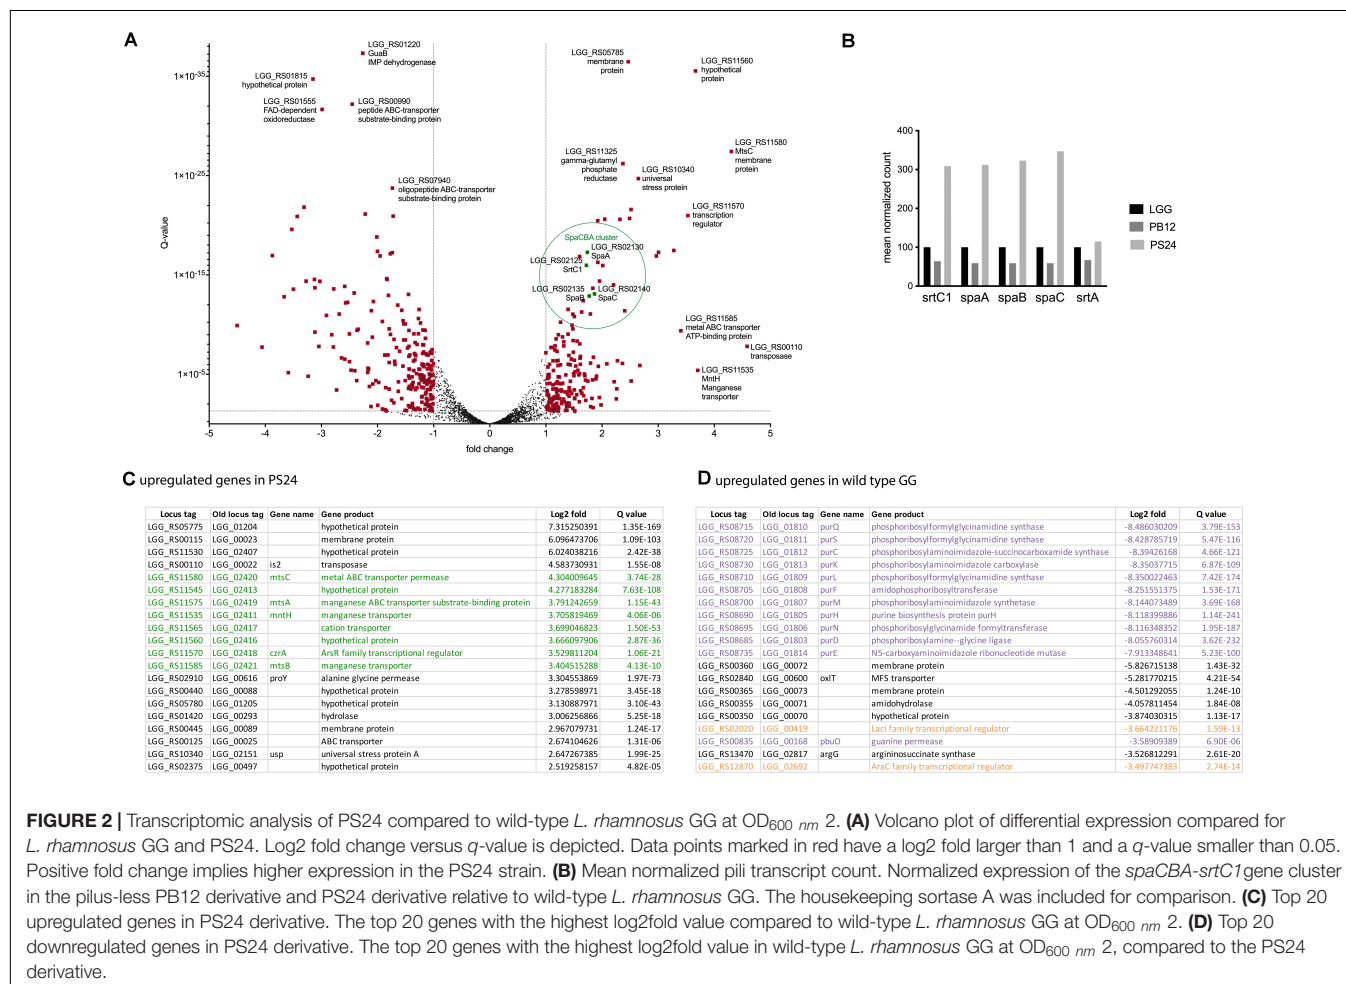 A
LGG_RS01220
GuaB
IMP dehydrogenase
LGG_RS01815
hypothetical protein
LGG_RS01555
FAD-dependent
oxidoreductase
LGG_RS00990
peptide ABC-transporter
substrate-binding protein
LGG_RS07940
oligopeptide ABC-transporter
substrate-binding protein
LGG_RS05785
membrane
protein
LGG_RS11560
hypothetical
protein
LGG_RS11580
MtsC
membrane
protein
LGG_RS11325
gamma-glutamyl
phosphate
reductase
LGG_RS10340
universal
stress protein
LGG_RS11570
transcription
regulator
SpaCBA cluster
LGG_RS02130
SpaA
LGG_RS02125
SrtC1
LGG_RS02135
SpaB
LGG_RS02140
SpaC
LGG_RS11585
metal ABC transporter
ATP-binding protein
LGG_RS00110
transposase
LGG_RS11535
MntH
Manganese
transporter
1×10-35
1×10-25
1×10-15
1×10-5
Q-value
-5 -4 -3 -2 -1 0 1 2 3 4 5
fold change
B
mean normalized count
400
300
200
100
0
srtC1 spaA spaB spaC srtA
LGG
PB12
PS24
C upregulated genes in PS24
Locus tag Old locus tag Gene name Gene product Log2 fold Q value
LGG_RS05775 LGG_01204 hypothetical protein 7.315250391 1.35E-169
LGG_RS00115 LGG_00023 membrane protein 6.096473706 1.09E-103
LGG_RS11530 LGG_02407 hypothetical protein 6.024038216 2.42E-38
LGG_RS00110 LGG_00022 is2 transposase 4.583730931 1.55E-08
LGG_RS11580 LGG_02420 mtsC metal ABC transporter permease 4.304009645 3.74E-28
LGG_RS11545 LGG_02413 hypothetical protein 4.277183284 7.63E-108
LGG_RS11575 LGG_02419 mtsA manganese ABC transporter substrate-binding protein 3.791242659 1.15E-43
LGG_RS11535 LGG_02411 mntH manganese transporter 3.705819469 4.06E-06
LGG_RS11565 LGG_02417 cation transporter 3.699046823 1.50E-53
LGG_RS11560 LGG_02416 hypothetical protein 3.666097906 2.87E-36
LGG_RS11570 LGG_02418 czrA ArsR family transcriptional regulator 3.529811204 1.06E-21
LGG_RS11585 LGG_02421 mtsB manganese transporter 3.404515288 4.13E-10
LGG_RS02910 LGG_00616 proY alanine glycine permease 3.304553869 1.97E-73
LGG_RS00440 LGG_00088 hypothetical protein 3.278598971 3.45E-18
LGG_RS05780 LGG_01205 hypothetical protein 3.130887971 3.10E-43
LGG_RS01420 LGG_00293 hydrolase 3.006256866 5.25E-18
LGG_RS00445 LGG_00089 membrane protein 2.967079731 1.24E-17
LGG_RS00125 LGG_00025 ABC transporter 2.674104626 1.31E-06
LGG_RS10340 LGG_02151 usp universal stress protein A 2.647267385 1.99E-25
LGG_RS02375 LGG_00497 hypothetical protein 2.519258157 4.82E-05
D upregulated genes in wild type GG
Locus tag Old locus tag Gene name Gene product Log2 fold Q value
LGG_RS08715 LGG_01810 purQ phosphoribosylformylglycinamidine synthase -8.486030209 3.79E-153
LGG_RS08720 LGG_01811 purS phosphoribosylformylglycinamidine synthase -8.428785719 5.47E-116
LGG_RS08725 LGG_01812 purC phosphoribosylaminoimidazole-succinocarboxamide synthase -8.39426168 4.66E-121
LGG_RS08730 LGG_01813 purK phosphoribosylaminoimidazole carboxylase -8.35037715 6.87E-109
LGG_RS08710 LGG_01809 purL phosphoribosylformylglycinamidine synthase -8.350022463 7.42E-174
LGG_RS08705 LGG_01808 purF amidophosphoribosyltransferase -8.251551375 1.53E-171
LGG_RS08700 LGG_01807 purM phosphoribosylaminoimidazole synthetase -8.144073489 3.69E-168
LGG_RS08690 LGG_01805 purH purine biosynthesis protein purH -8.118399886 1.14E-241
LGG_RS08695 LGG_01806 purN phosphoribosylglycinamide formyltransferase -8.116348352 1.95E-187
LGG_RS08685 LGG_01803 purD phosphoribosylamine--glycine ligase -8.055760314 3.62E-232
LGG_RS08735 LGG_01814 purE N5-carboxyaminoimidazole ribonucleotide mutase -7.913348641 5.23E-100
LGG_RS00360 LGG_00072 membrane protein -5.826715138 1.43E-32
LGG_RS02840 LGG_00600 oxlT MFS transporter -5.281770215 4.21E-54
LGG_RS00365 LGG_00073 membrane protein -4.501292055 1.24E-10
LGG_RS00355 LGG_00071 amidohydrolase -4.057811454 1.84E-08
LGG_RS00350 LGG_00070 hypothetical protein -3.874030315 1.13E-17
LGG_RS02020 LGG_00419 LacI family transcriptional regulator -3.664221176 1.59E-13
LGG_RS00835 LGG_00168 pbuO guanine permease -3.58909389 6.90E-06
LGG_RS13470 LGG_02817 argG argininosuccinate synthase -3.526812291 2.61E-20
LGG_RS12870 LGG_02692 AraC family transcriptional regulator -3.497747383 2.74E-14
FIGURE 2 | Transcriptomic analysis of PS24 compared to wild-type L. rhamnosus GG at OD600 nm 2. (A) Volcano plot of differential expression compared for
L. rhamnosus GG and PS24. Log2 fold change versus q-value is depicted. Data points marked in red have a log2 fold larger than 1 and a q-value smaller than 0.05.
Positive fold change implies higher expression in the PS24 strain. (B) Mean normalized pili transcript count. Normalized expression of the spaCBA-srtC1gene cluster
in the pilus-less PB12 derivative and PS24 derivative relative to wild-type L. rhamnosus GG. The housekeeping sortase A was included for comparison. (C) Top 20
upregulated genes in PS24 derivative. The top 20 genes with the highest log2fold value compared to wild-type L. rhamnosus GG at OD600 nm 2. (D) Top 20
downregulated genes in PS24 derivative. The top 20 genes with the highest log2fold value in wild-type L. rhamnosus GG at OD600 nm 2, compared to the PS24
derivative.